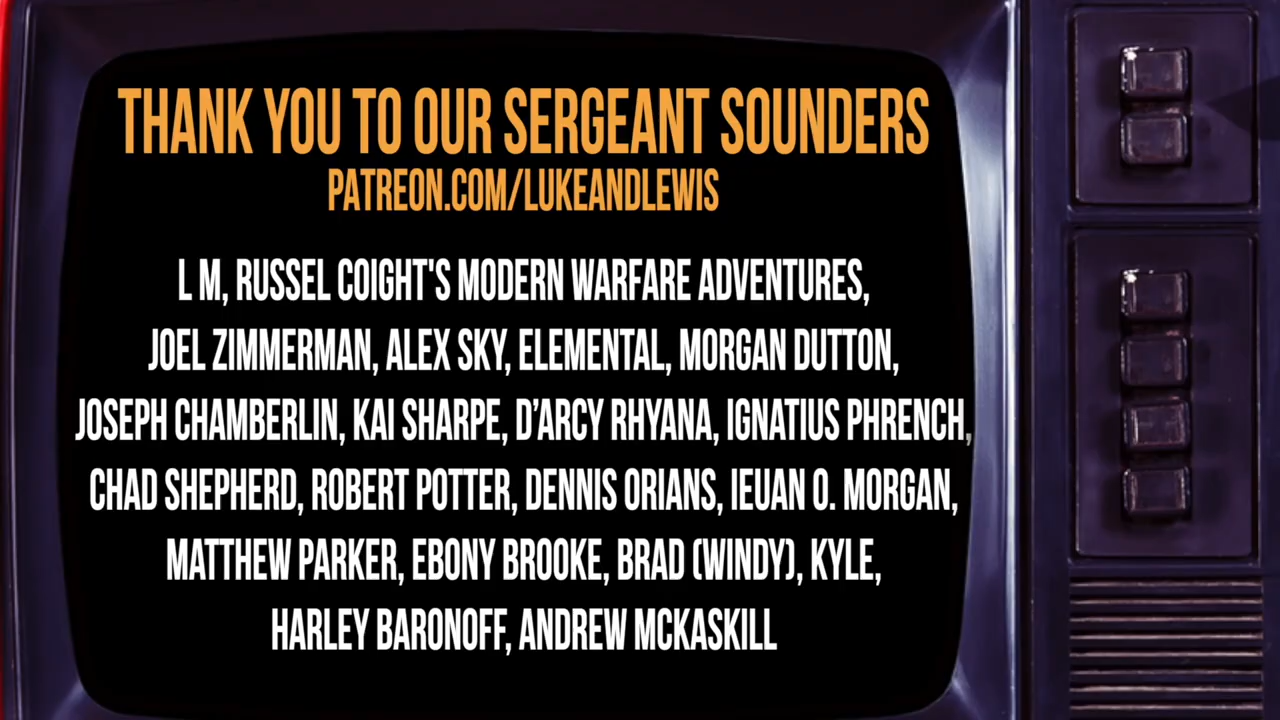 THANK YOU TO OUR SERGEANT SOUNDERS
PATREON.COM/LUKEANDLEWIS
L M, RUSSEL COIGHT'S MODERN WARFARE ADVENTURES,
JOEL ZIMMERMAN, ALEX SKY, ELEMENTAL, MORGAN DUTTON,
JOSEPH CHAMBERLIN, KAI SHARPE, D’ARCY RHYANA, IGNATIUS PHRENCH,
CHAD SHEPHERD, ROBERT POTTER, DENNIS ORIANS, IEUAN O. MORGAN,
MATTHEW PARKER, EBONY BROOKE, BRAD (WINDY), KYLE,
HARLEY BARONOFF, ANDREW MCKASKILL